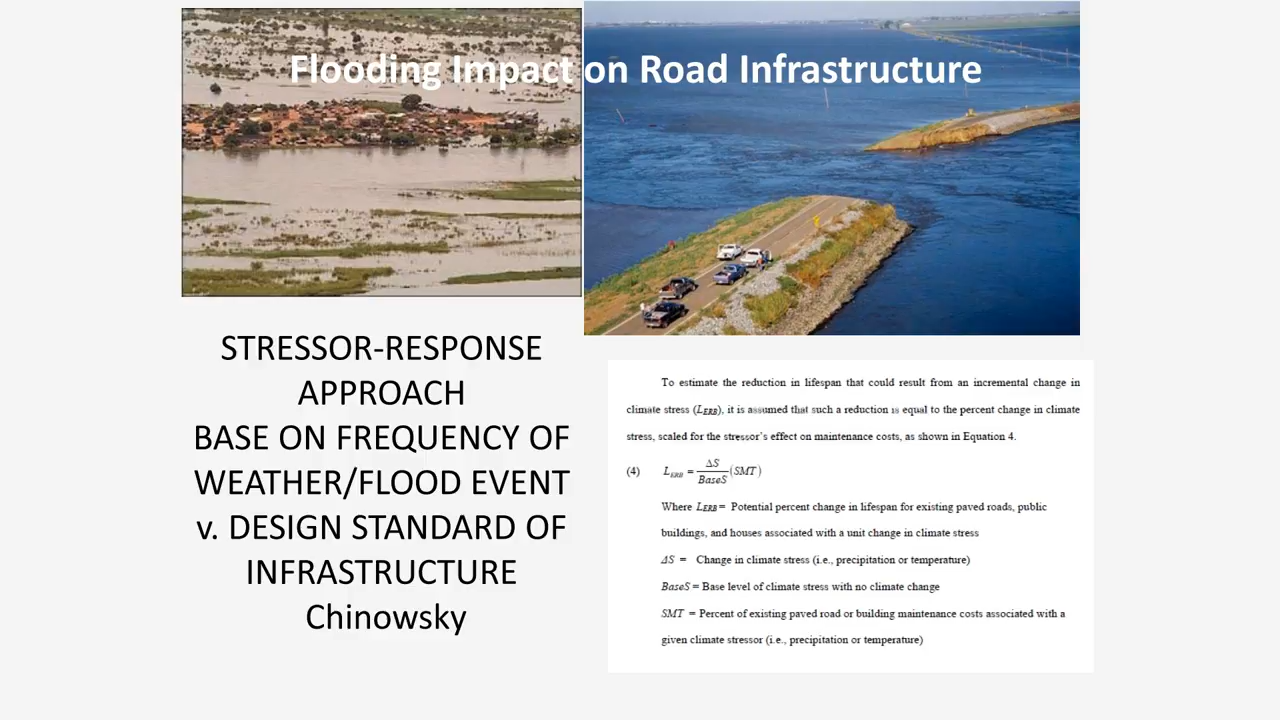 Flooding Impact on Road Infrastructure
STRESSOR-RESPONSE
APPROACH
BASE ON FREQUENCY OF
WEATHER/FLOOD EVENT
v. DESIGN STANDARD OF
INFRASTRUCTURE
Chinowsky
To estimate the reduction in lifespan that could result from an incremental change in
climate stress (L_ERB), it is assumed that such a reduction is equal to the percent change in climate
stress, scaled for the stressor's effect on maintenance costs, as shown in Equation 4.
(4) L_ERB = ΔS/BaseS (SMT)
Where L_ERB = Potential percent change in lifespan for existing paved roads, public
buildings, and houses associated with a unit change in climate stress
ΔS = Change in climate stress (i.e., precipitation or temperature)
BaseS = Base level of climate stress with no climate change
SMT = Percent of existing paved road or building maintenance costs associated with a
given climate stressor (i.e., precipitation or temperature)